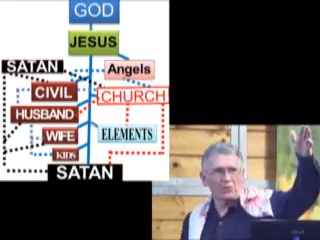 GOD
JESUS
SATAN
Angels
CIVIL
CHURCH
HUSBAND
WIFE
ELEMENTS
KIDS
SATAN